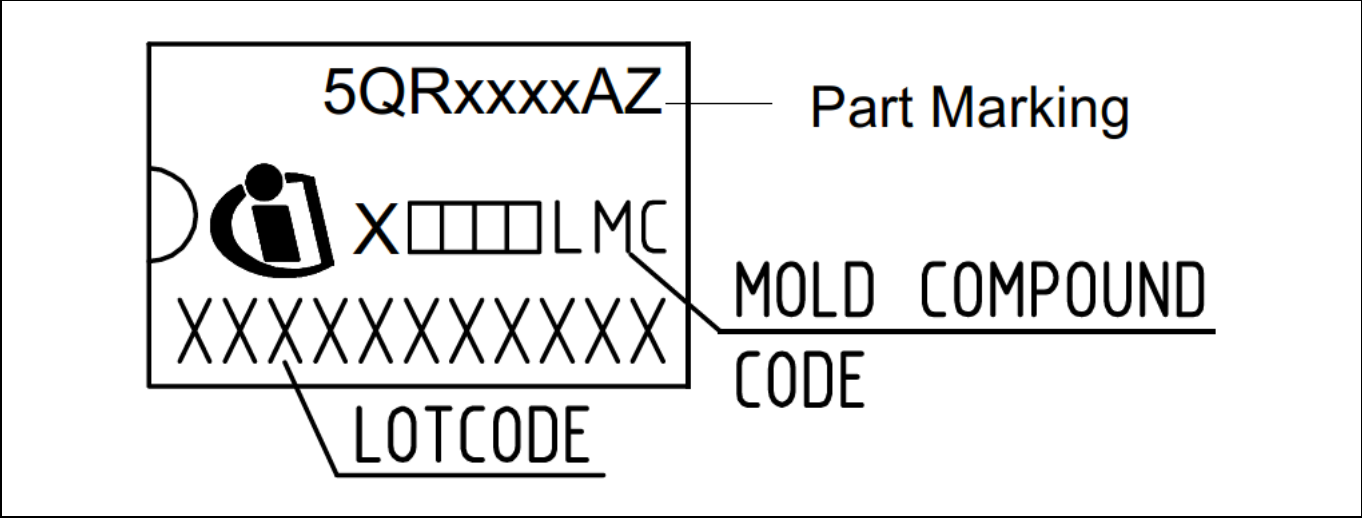 5QRxxxxAZ
Part Marking
X□□□□LMC
MOLD COMPOUND
CODE
XXXXXXXXXXX
LOTCODE